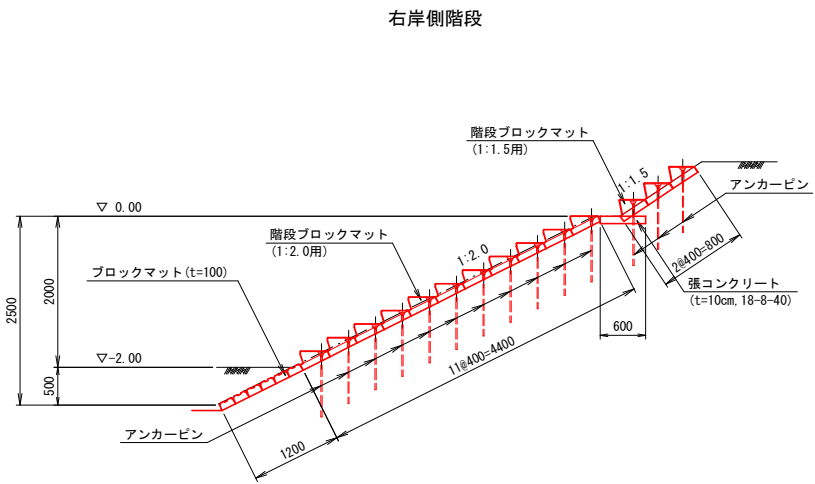 右岸側階段
階段ブロックマット
(1:1.5用)
1:1.5
アンカーピン
▽ 0.00
階段ブロックマット
(1:2.0用)
1:2.0
2@400=800
ブロックマット(t=100)
張コンクリート
(t=10cm,18-8-40)
2500
2000
600
▽-2.00
11@400=4400
500
アンカーピン
1200